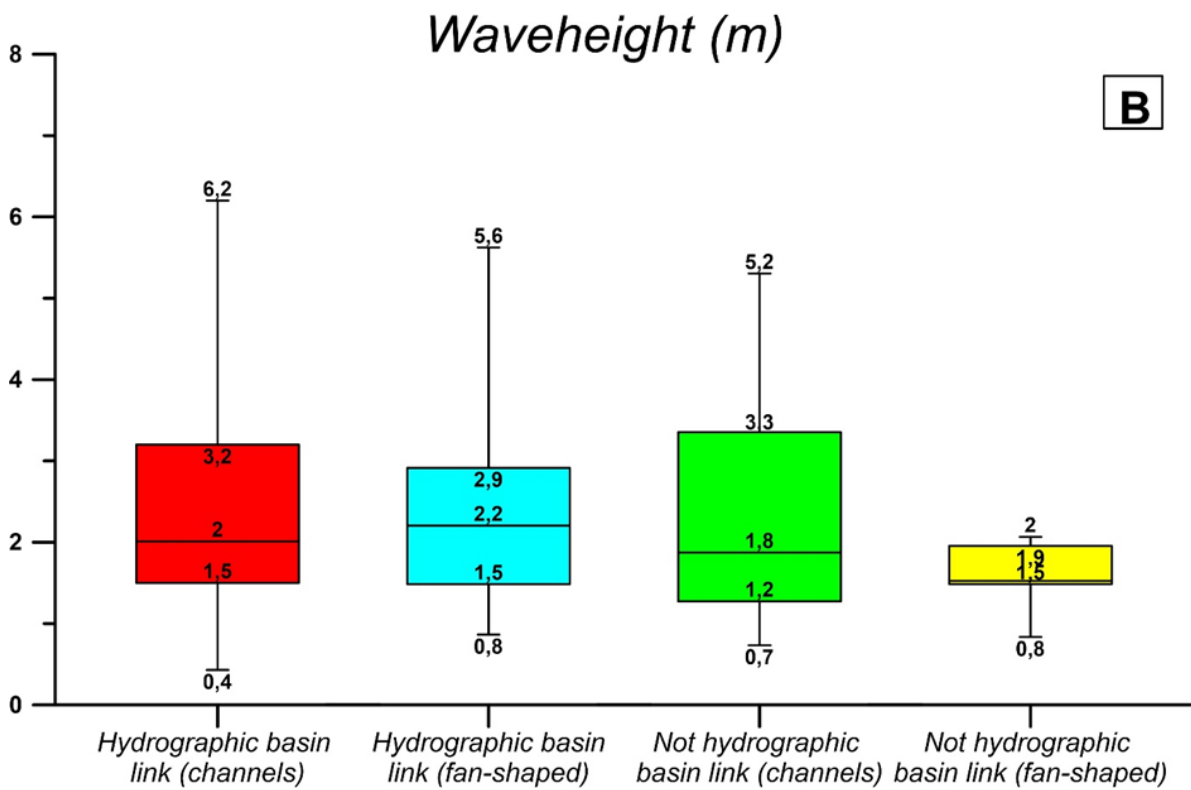 Waveheight (m)
B
8
6
4
2
0
6,2
3,2
2
1,5
0,4
5,6
2,9
2,2
1,5
0,8
5,2
3,3
1,8
1,2
0,7
2
1,9
1,5
0,8
Hydrographic basin
link (channels)
Hydrographic basin
link (fan-shaped)
Not hydrographic
basin link (channels)
Not hydrographic
basin link (fan-shaped)